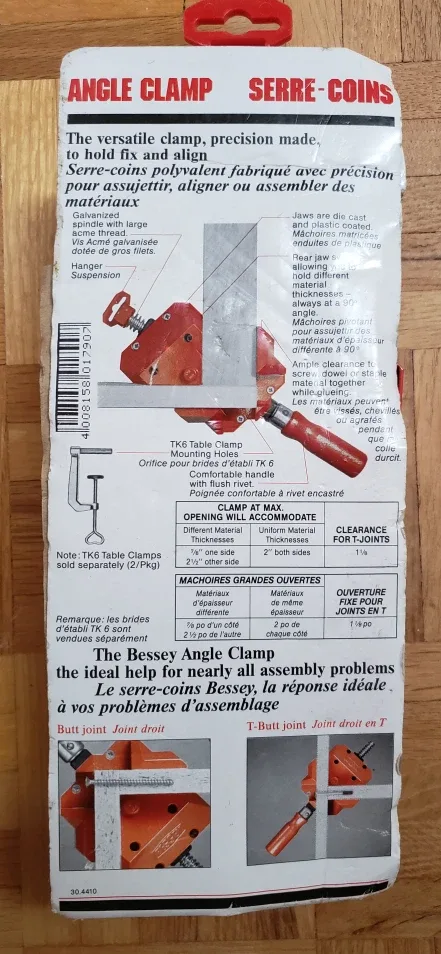 ANGLE CLAMP SERRE-COINS
The versatile clamp, precision made,
to hold fix and align
Serre-coins polyvalent fabriqué avec précision
pour assujettir, aligner ou assembler des
matériaux
Galvanized
spindle with large
acme thread.
Vis Acmé galvanisée
dotée de gros filets.
Hanger
Suspension
Jaws are die cast
and plastic coated.
Mâchoires matricées
enduites de plastique
Rear jaw
allowing
hold different
material
thicknesses –
always at a 90°
angle.
Mâchoires pivotant
pour assujettir des
matériaux d'épaisseur
différente à 90°
Ample clearance to
screw, dowel or staple
material together
while glueing.
Les matériaux peuvent
être vissés, chevillés
ou agrafés
pendant
que
colle
durcit.
4 008158 017907
TK6 Table Clamp
Mounting Holes
Orifice pour brides d'établi TK 6
Comfortable handle
with flush rivet.
Poignée confortable à rivet encastré
Note: TK6 Table Clamps
sold separately (2/Pkg)
CLAMP AT MAX.
OPENING WILL ACCOMMODATE
CLEARANCE
FOR T-JOINTS
Different Material
Thicknesses
Uniform Material
Thicknesses
7/8" one side
2 1/2" other side
2" both sides
1 1/8
MACHOIRES GRANDES OUVERTES
OUVERTURE
FIXE POUR
JOINTS EN T
Matériaux
d'épaisseur
différente
Matériaux
de même
épaisseur
7/8 po d'un côté
2 1/2 po de l'autre
2 po de
chaque côté
1 1/8 po
Remarque: les brides
d'établi TK 6 sont
vendues séparément
The Bessey Angle Clamp
the ideal help for nearly all assembly problems
Le serre-coins Bessey, la réponse idéale
à vos problèmes d'assemblage
Butt joint Joint droit
T-Butt joint Joint droit en T
30.4410